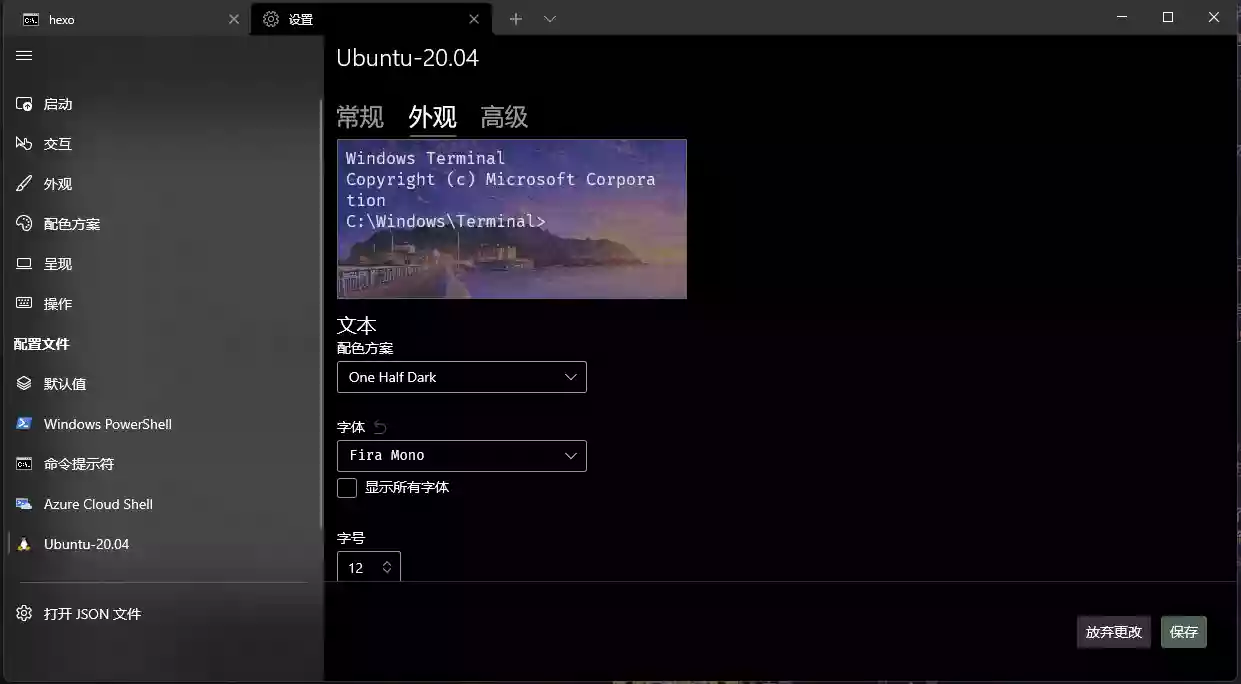 hexo
设置
Ubuntu-20.04
启动
交互
外观
配色方案
呈现
操作
配置文件
默认值
Windows PowerShell
命令提示符
Azure Cloud Shell
Ubuntu-20.04
打开 JSON 文件
常规 外观 高级
Windows Terminal
Copyright (c) Microsoft Corpora
tion
C:\Windows\Terminal>
文本
配色方案
One Half Dark
字体
Fira Mono
显示所有字体
字号
12
放弃更改 保存